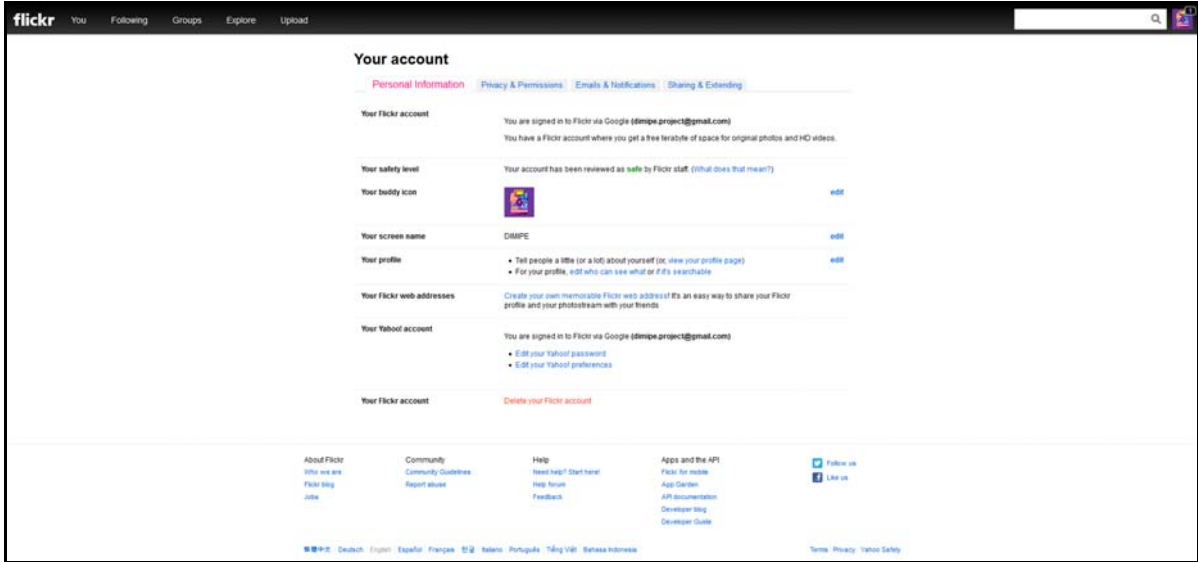 flickr You Following Groups Explore Upload
1
Your account
Personal Information Privacy & Permissions Emails & Notifications Sharing & Extending
Your Flickr account
You are signed in to Flickr via Google (dimipe.project@gmail.com)
You have a Flickr account where you get a free terabyte of space for original photos and HD videos.
Your safety level Your account has been reviewed as safe by Flickr staff. (What does that mean?)
Your buddy icon edit
Your screen name DIMIPE edit
Your profile • Tell people a little (or a lot) about yourself (or, view your profile page) edit
• For your profile, edit who can see what or if it's searchable
Your Flickr web addresses Create your own memorable Flickr web address! It's an easy way to share your Flickr
profile and your photostream with your friends
Your Yahoo! account
You are signed in to Flickr via Google (dimipe.project@gmail.com)
• Edit your Yahoo! password
• Edit your Yahoo! preferences
Your Flickr account Delete your Flickr account
About Flickr Community Help Apps and the API
Who we are Community Guidelines Need help? Start here! Flickr for mobile Follow us
Flickr blog Report abuse Help forum App Garden Like us
Jobs Feedback API documentation
Developer blog
Developer Guide
繁體中文 Deutsch English Español Français 한글 Italiano Português Tiếng Việt Bahasa Indonesia Terms Privacy Yahoo Safely